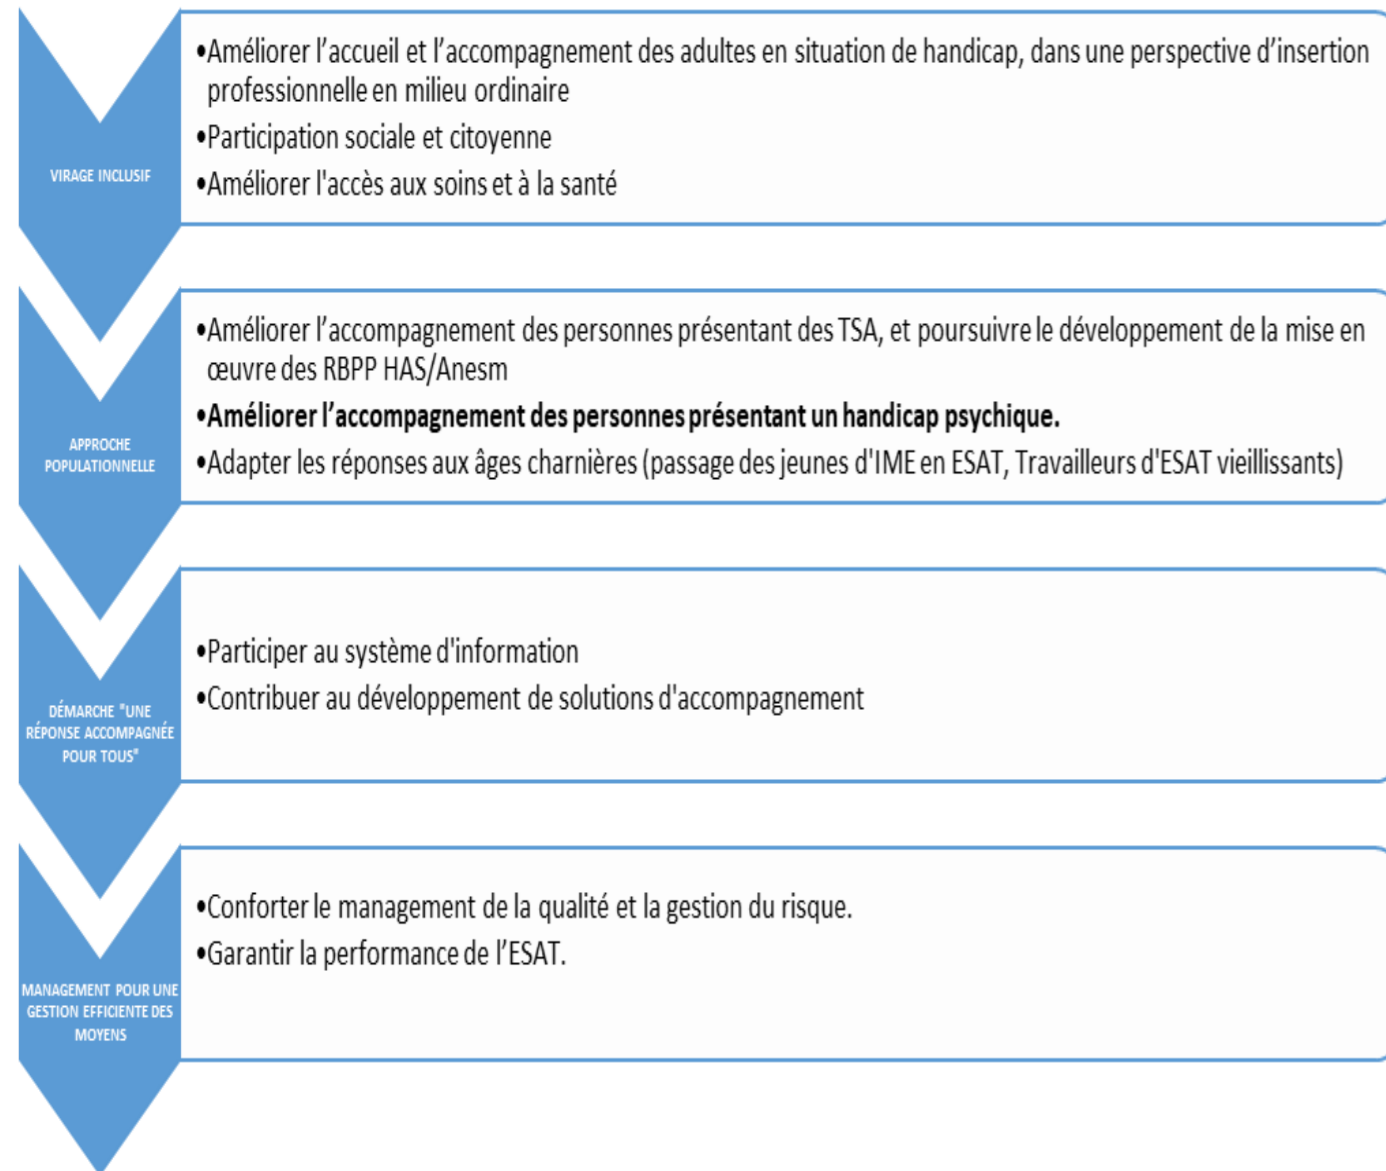 VIRAGE INCLUSIF
•Améliorer l’accueil et l’accompagnement des adultes en situation de handicap, dans une perspective d’insertion
professionnelle en milieu ordinaire
•Participation sociale et citoyenne
•Améliorer l'accès aux soins et à la santé
APPROCHE
POPULATIONNELLE
•Améliorer l’accompagnement des personnes présentant des TSA, et poursuivre le développement de la mise en
œuvre des RBPP HAS/Anesm
•Améliorer l’accompagnement des personnes présentant un handicap psychique.
•Adapter les réponses aux âges charnières (passage des jeunes d'IME en ESAT, Travailleurs d'ESAT vieillissants)
DÉMARCHE "UNE
RÉPONSE ACCOMPAGNÉE
POUR TOUS"
•Participer au système d'information
•Contribuer au développement de solutions d'accompagnement
MANAGEMENT POUR UNE
GESTION EFFICIENTE DES
MOYENS
•Conforter le management de la qualité et la gestion du risque.
•Garantir la performance de l’ESAT.